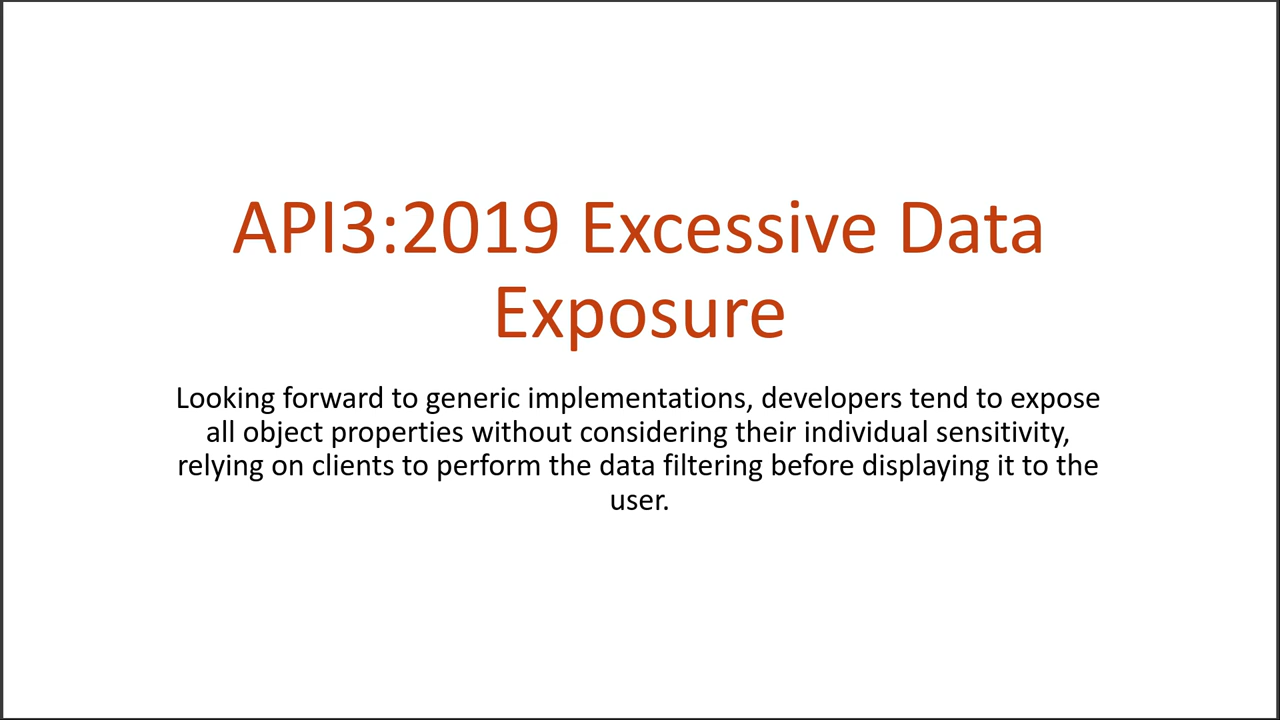 API3:2019 Excessive Data
Exposure
Looking forward to generic implementations, developers tend to expose
all object properties without considering their individual sensitivity,
relying on clients to perform the data filtering before displaying it to the
user.